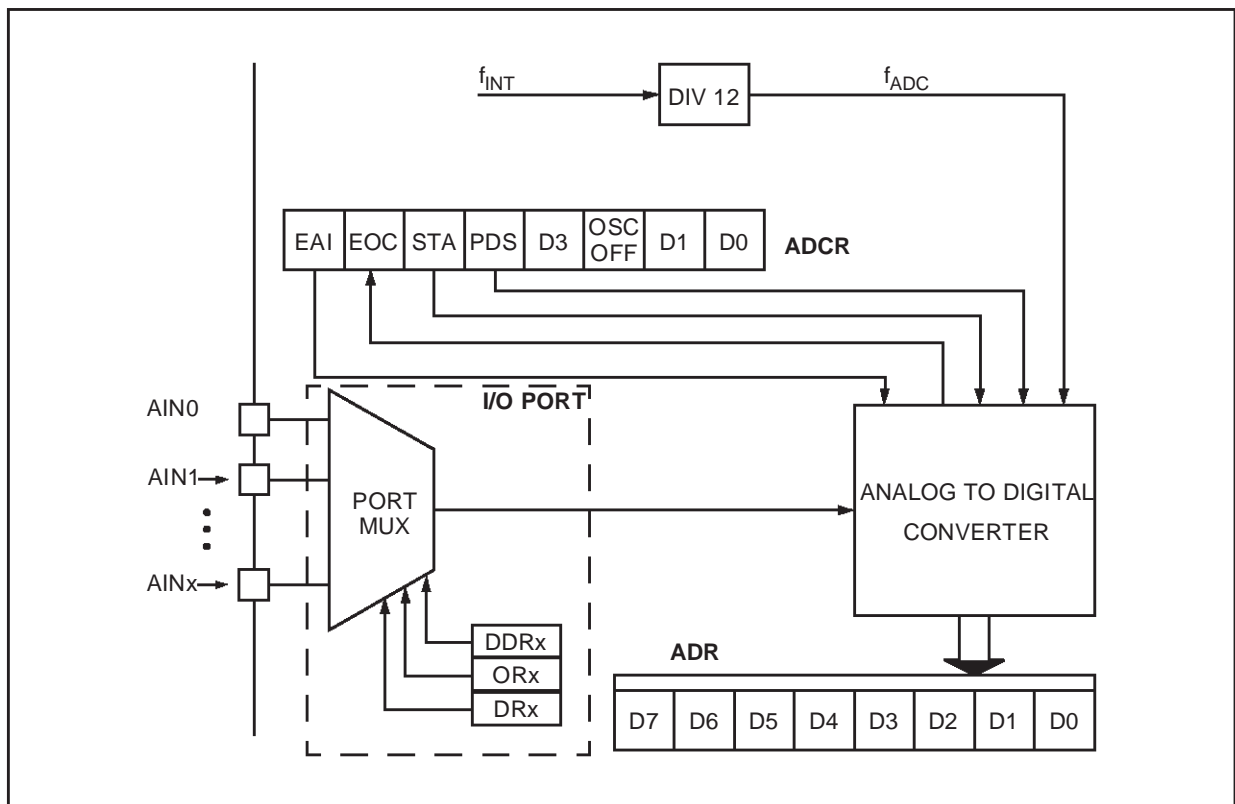 fINT
DIV 12
fADC
EAI EOC STA PDS D3 OSC OFF D1 D0
ADCR
I/O PORT
AIN0
AIN1
AINx
PORT
MUX
ANALOG TO DIGITAL
CONVERTER
DDRx
ORx
DRx
ADR
D7 D6 D5 D4 D3 D2 D1 D0